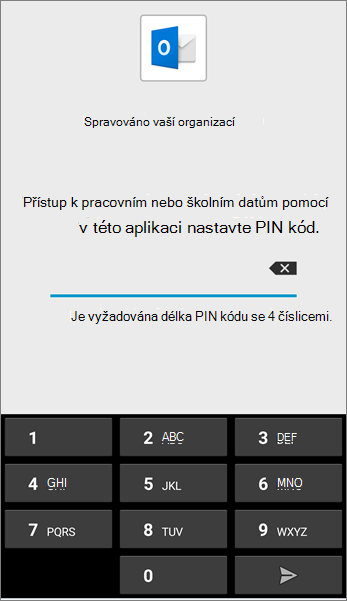 Spravováno vaší organizací
Přístup k pracovním nebo školním datům pomocí
v této aplikaci nastavte PIN kód.
Je vyžadována délka PIN kódu se 4 číslicemi.
1 2 ABC 3 DEF
4 GHI 5 JKL 6 MNO
7 PQRS 8 TUV 9 WXYZ
0